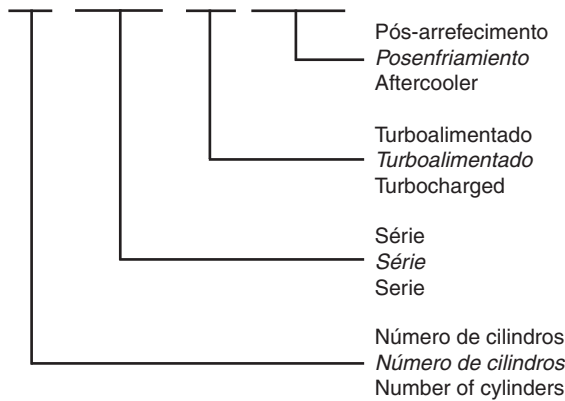 Pós-arrefecimento
Posenfriamiento
Aftercooler
Turboalimentado
Turboalimentado
Turbocharged
Série
Série
Serie
Número de cilindros
Número de cilindros
Number of cylinders